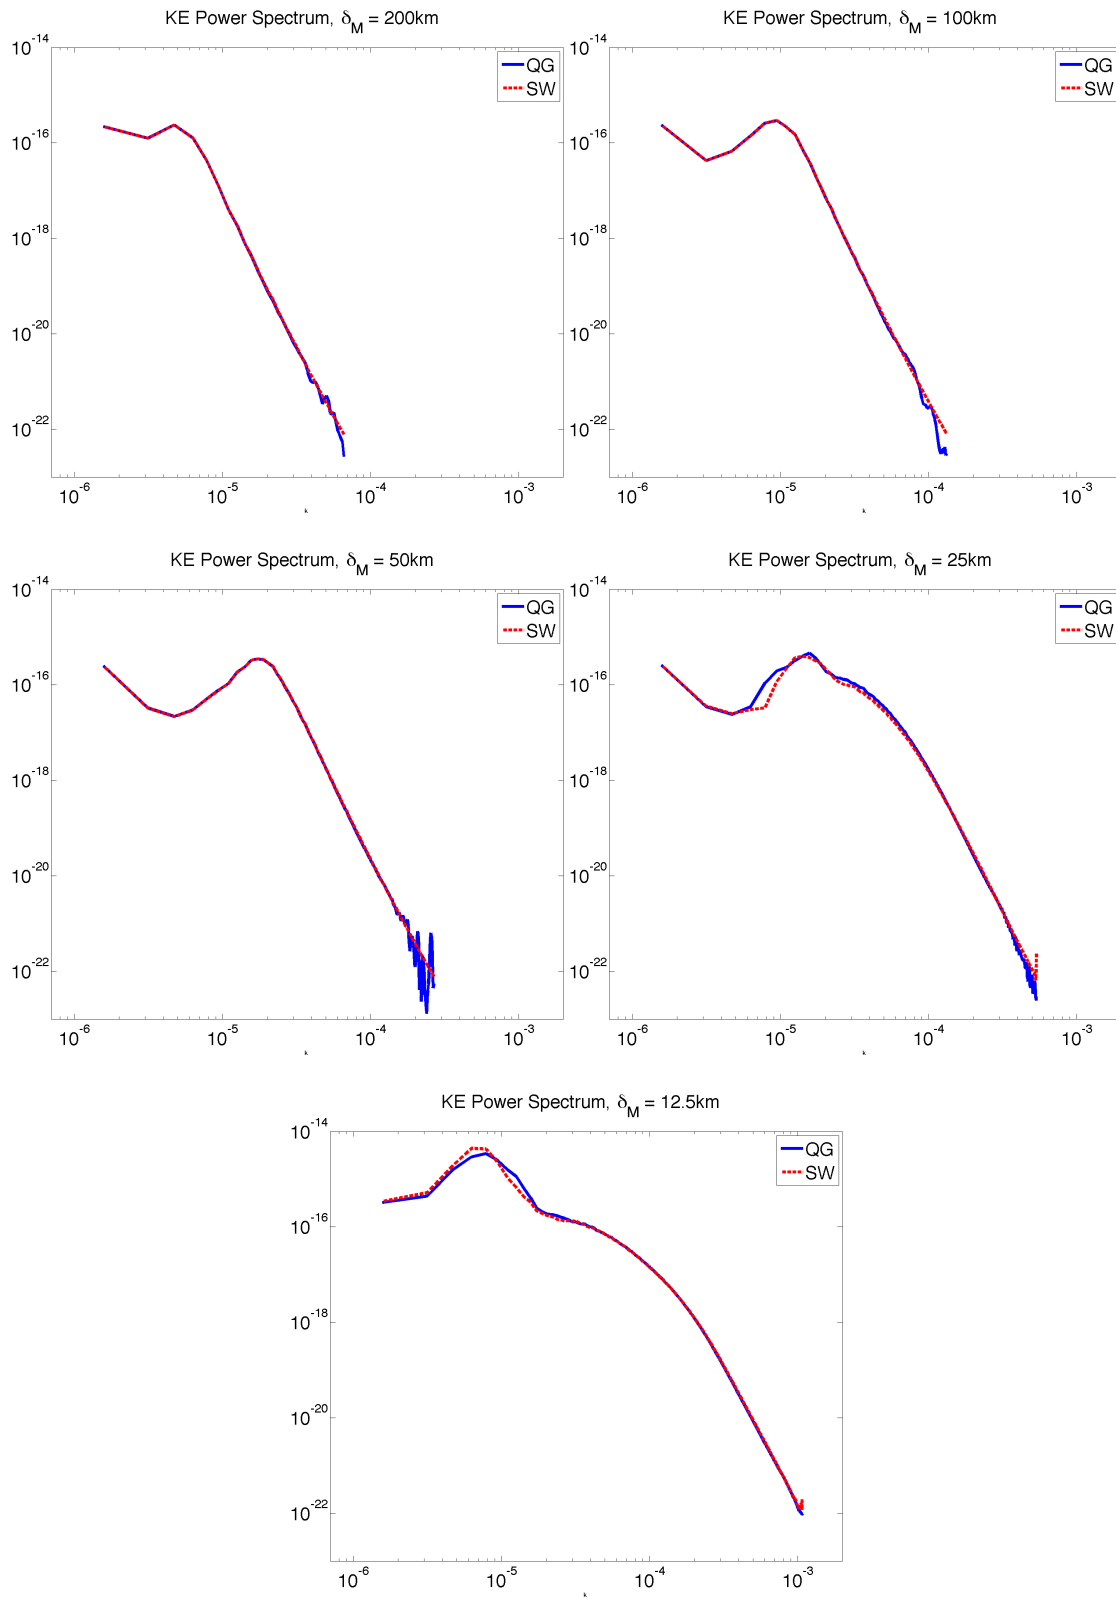 KE Power Spectrum, δM = 200km
10-14
10-16
10-18
10-20
10-22
10-6
10-5
10-4
10-3
k
QG
SW
KE Power Spectrum, δM = 100km
10-14
10-16
10-18
10-20
10-22
10-6
10-5
10-4
10-3
k
QG
SW
KE Power Spectrum, δM = 50km
10-14
10-16
10-18
10-20
10-22
10-6
10-5
10-4
10-3
k
QG
SW
KE Power Spectrum, δM = 25km
10-14
10-16
10-18
10-20
10-22
10-6
10-5
10-4
10-3
k
QG
SW
KE Power Spectrum, δM = 12.5km
10-14
10-16
10-18
10-20
10-22
10-6
10-5
10-4
10-3
k
QG
SW